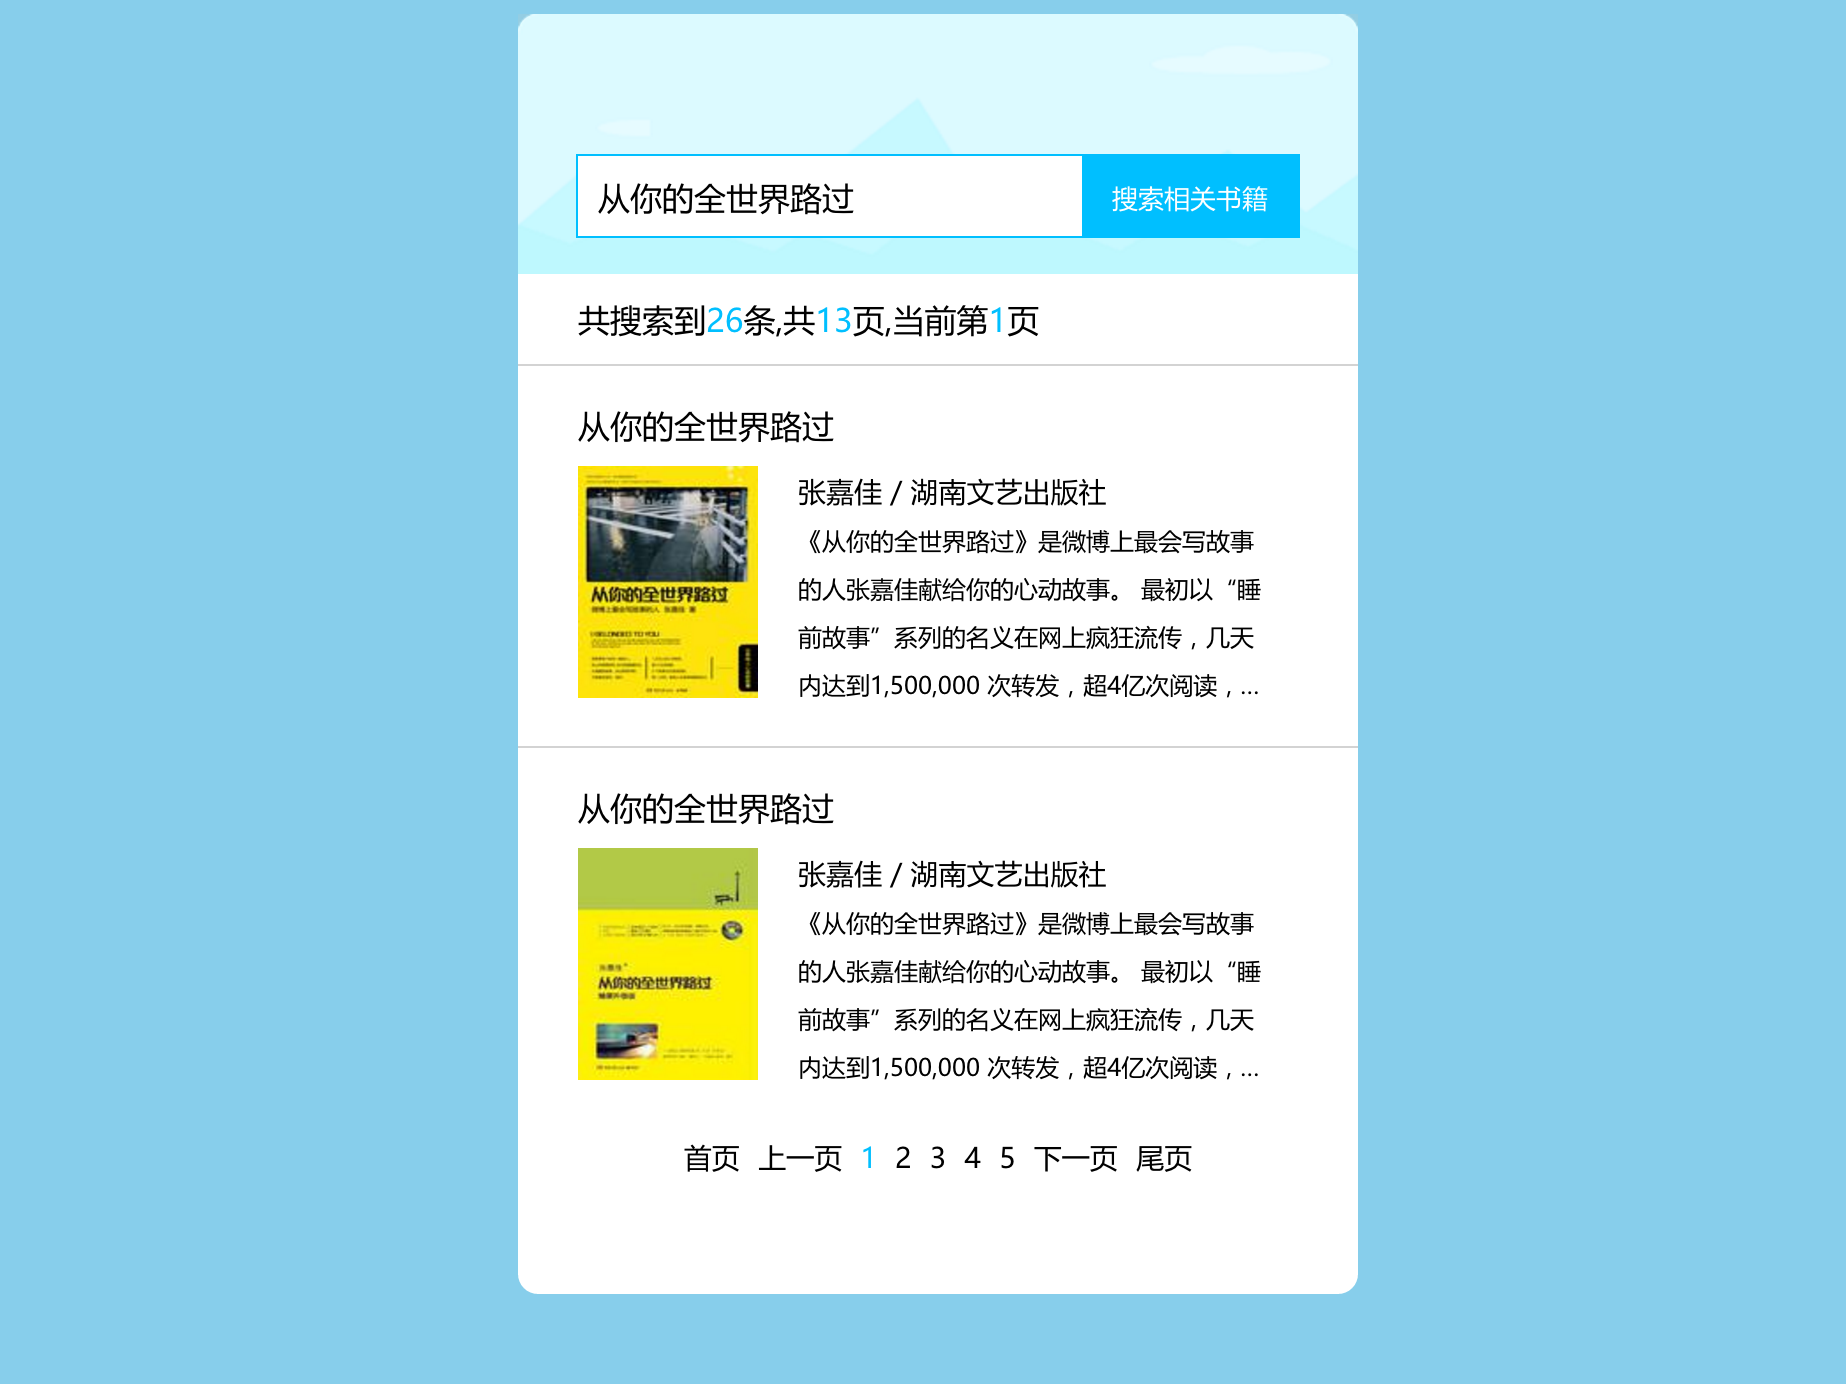 从你的全世界路过
搜索相关书籍
共搜索到26条,共13页,当前第1页
从你的全世界路过
从你的全世界路过
I BELONGED TO YOU
张嘉佳 / 湖南文艺出版社
《从你的全世界路过》是微博上最会写故事
的人张嘉佳献给你的心动故事。 最初以“睡
前故事”系列的名义在网上疯狂流传，几天
内达到1,500,000 次转发，超4亿次阅读，...
从你的全世界路过
从你的全世界路过
张嘉佳 / 湖南文艺出版社
《从你的全世界路过》是微博上最会写故事
的人张嘉佳献给你的心动故事。 最初以“睡
前故事”系列的名义在网上疯狂流传，几天
内达到1,500,000 次转发，超4亿次阅读，...
首页 上一页 1 2 3 4 5 下一页 尾页